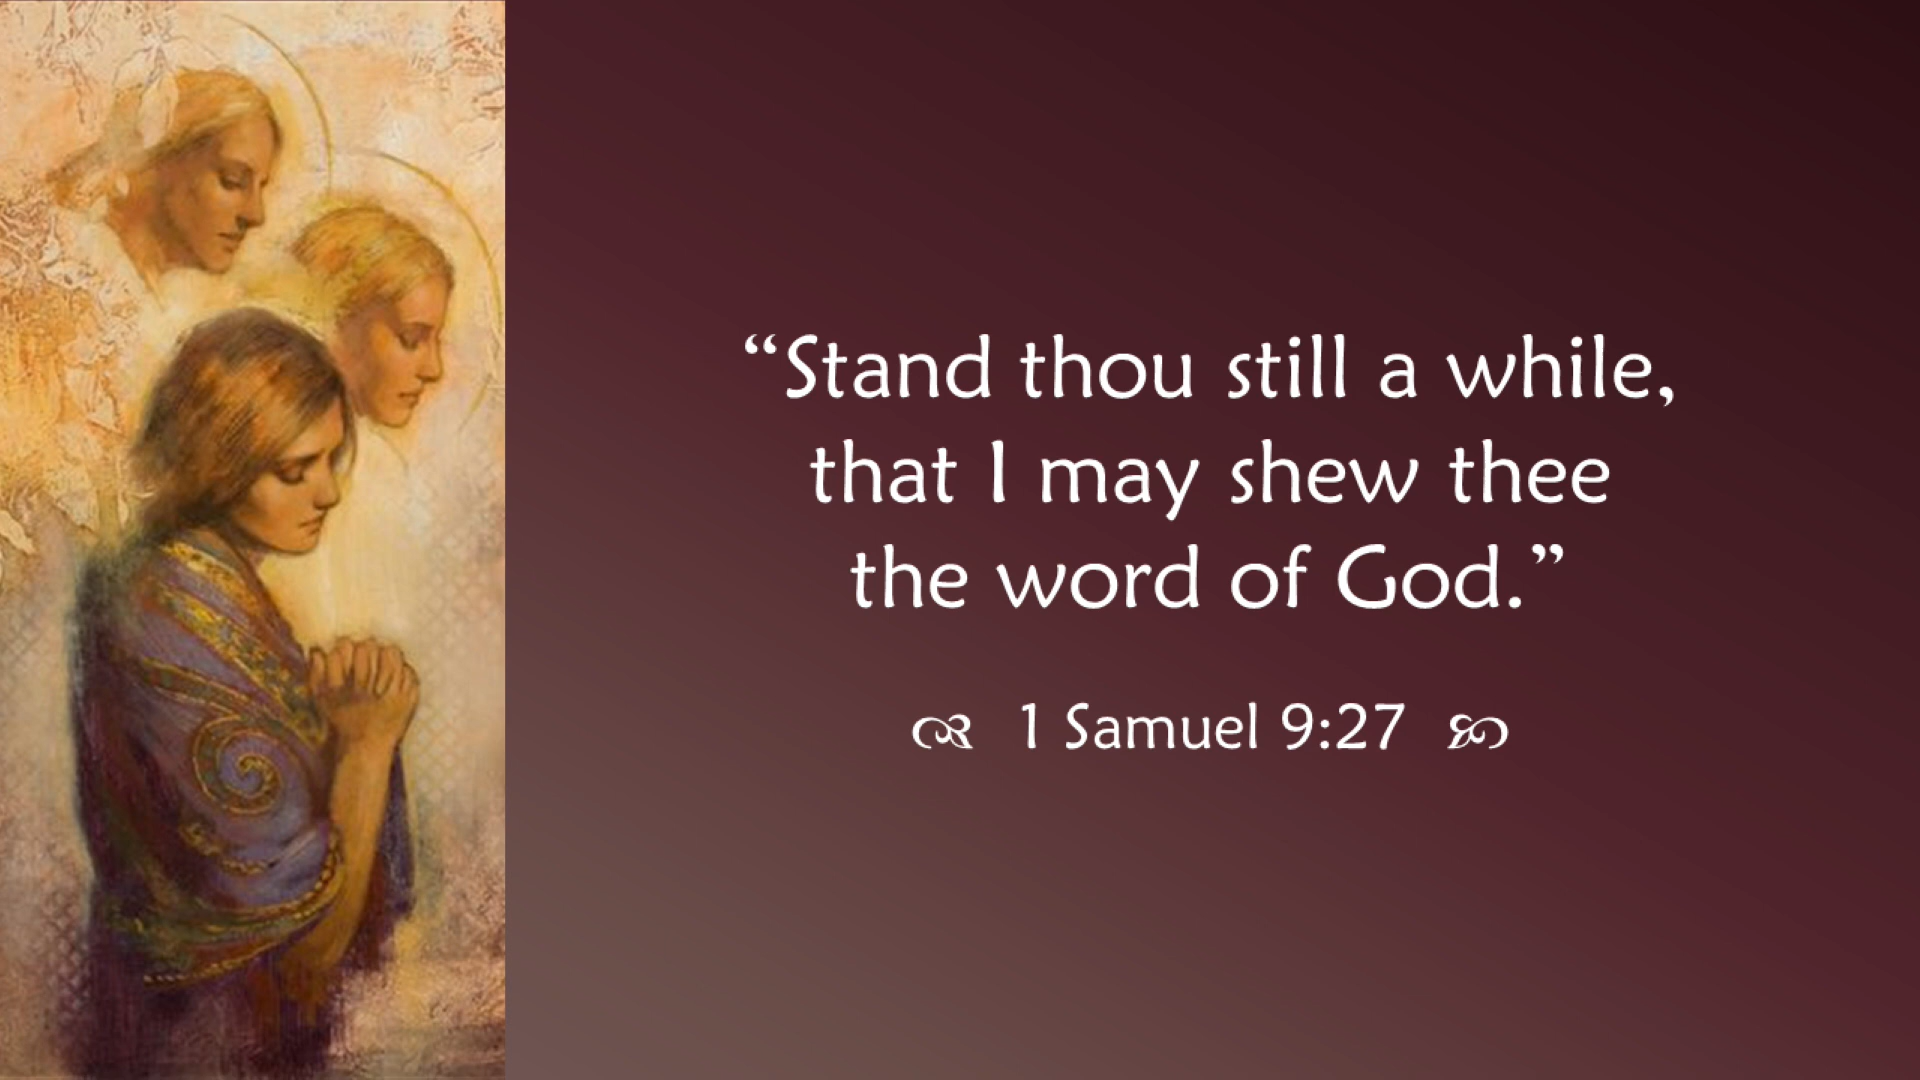 “Stand thou still a while,
that I may shew thee
the word of God.”
1 Samuel 9:27